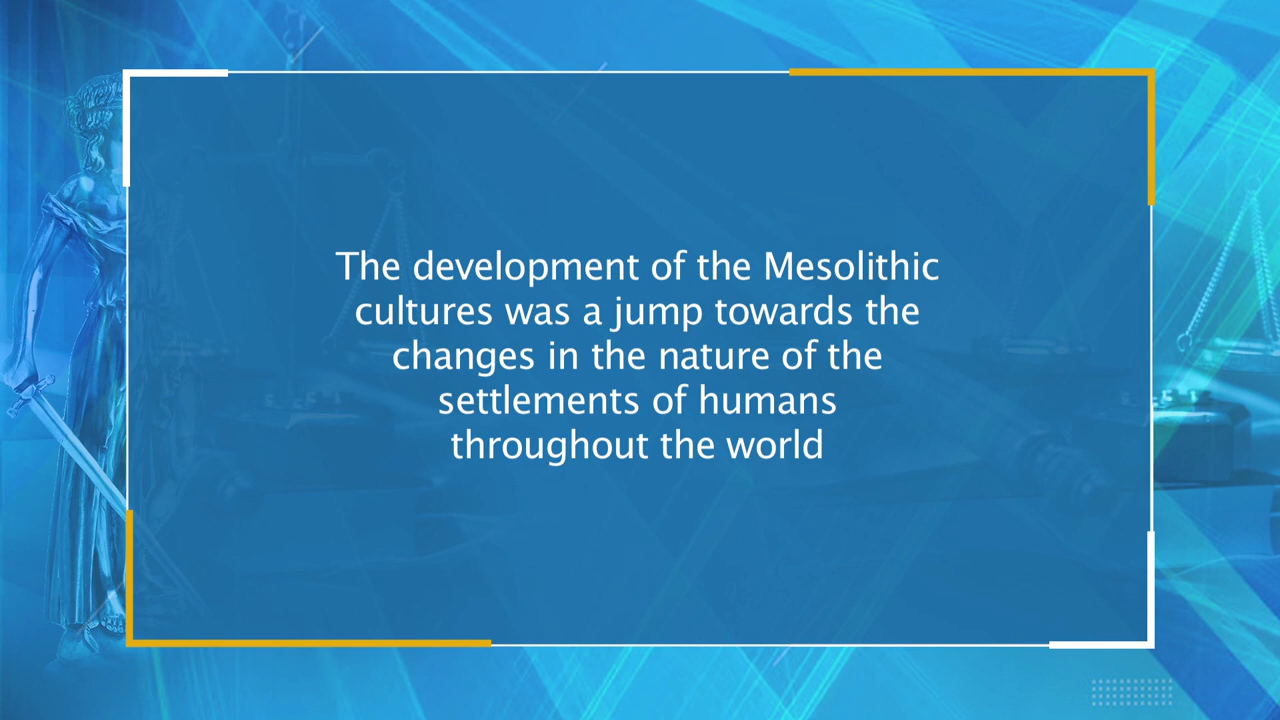 The development of the Mesolithic
cultures was a jump towards the
changes in the nature of the
settlements of humans
throughout the world